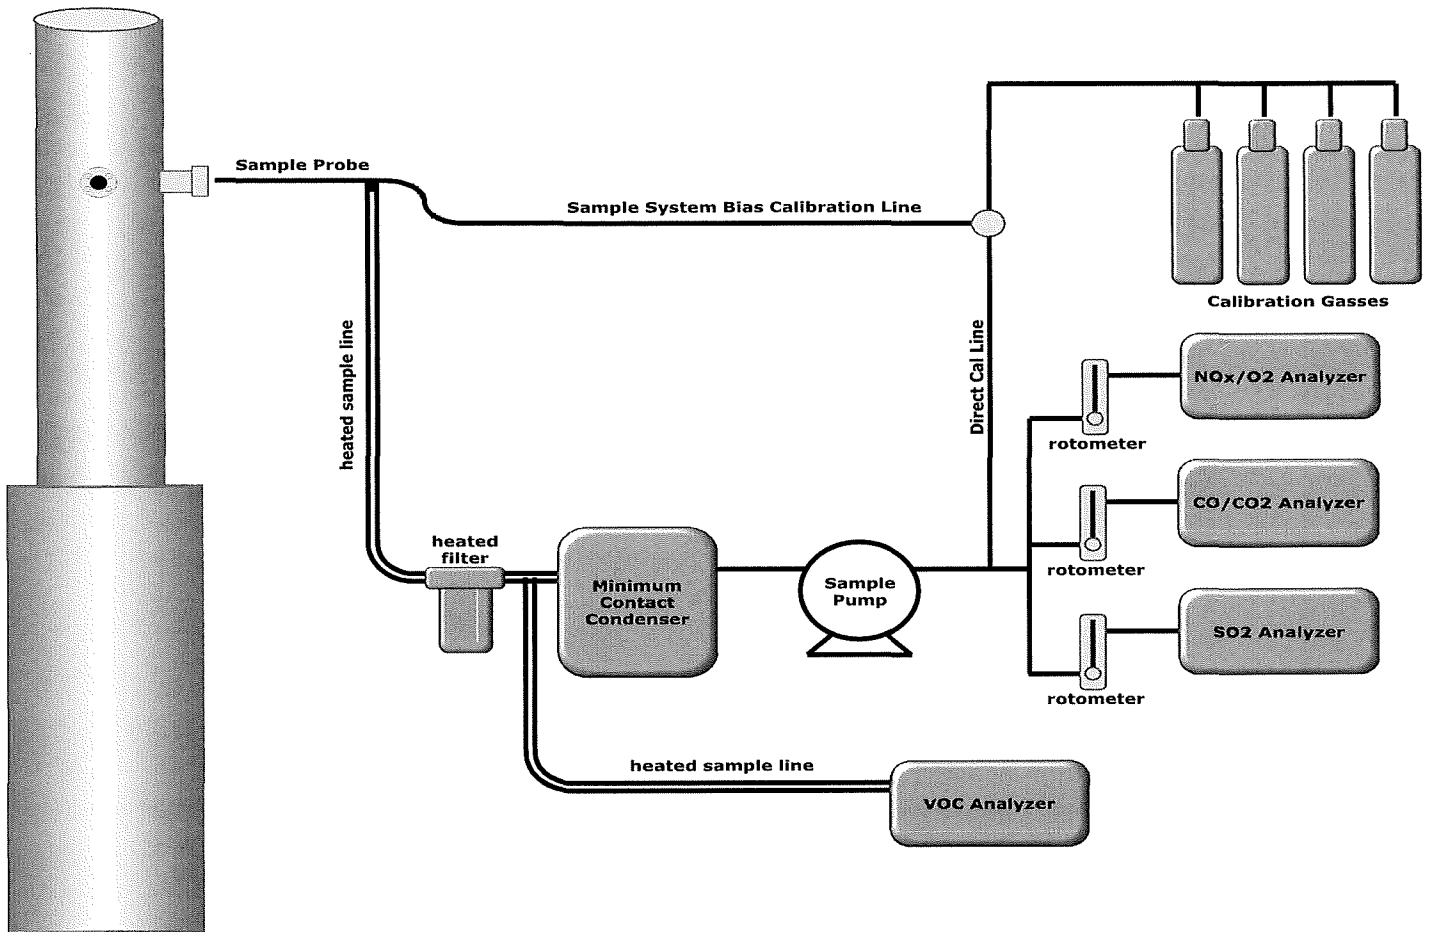 Sample Probe
Sample System Bias Calibration Line
Calibration Gasses
heated sample line
Direct Cal Line
NOx/O2 Analyzer
rotometer
CO/CO2 Analyzer
rotometer
heated
filter
Minimum
Contact
Condenser
Sample
Pump
SO2 Analyzer
rotometer
heated sample line
VOC Analyzer